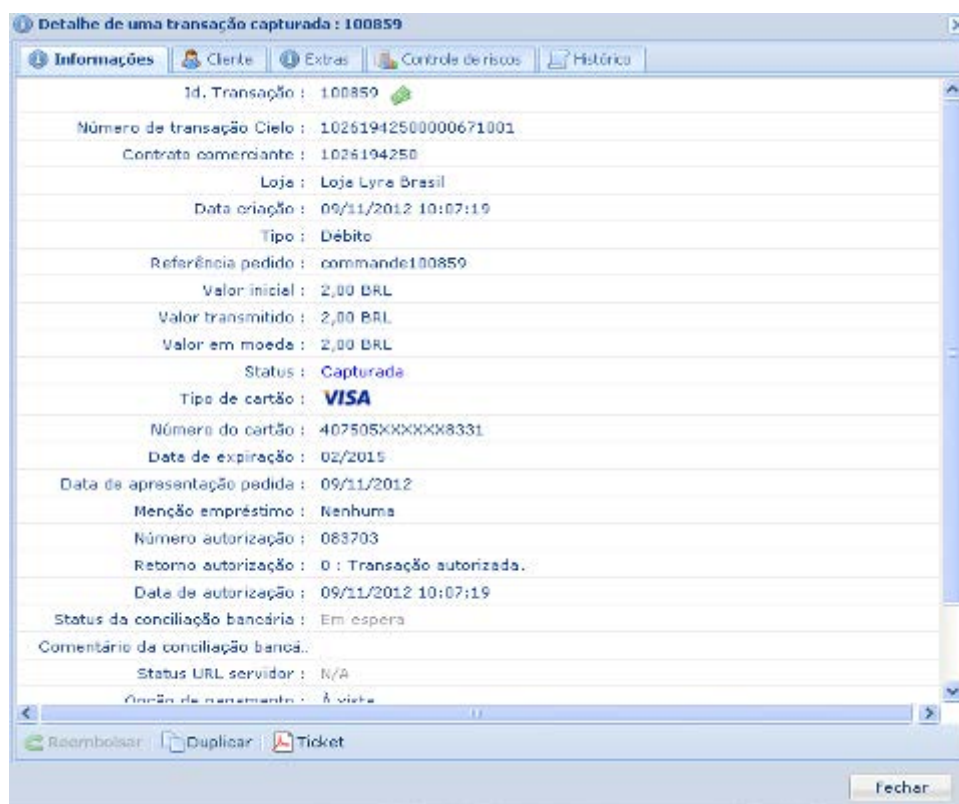 Detalhe de uma transação capturada : 100859
Informações Cliente Extras Controle de riscos Histórico
Id. Transação : 100859
Número de transação Cielo : 10261942500000671001
Contrato comerciante : 1026194250
Loja : Loja Lyra Brasil
Data criação : 09/11/2012 10:07:19
Tipo : Débito
Referência pedido : commande100859
Valor inicial : 2,00 BRL
Valor transmitido : 2,00 BRL
Valor em moeda : 2,00 BRL
Status : Capturada
Tipo de cartão : VISA
Número do cartão : 407505XXXXXX8331
Data de expiração : 02/2015
Data de apresentação pedida : 09/11/2012
Menção empréstimo : Nenhuma
Número autorização : 083703
Retorno autorização : 0 : Transação autorizada.
Data de autorização : 09/11/2012 10:07:19
Status da conciliação bancária : Em espera
Comentário da conciliação bancá..
Status URL servidor : N/A
Opção de pagamento : À vista
Reembolsar Duplicar Ticket
Fechar